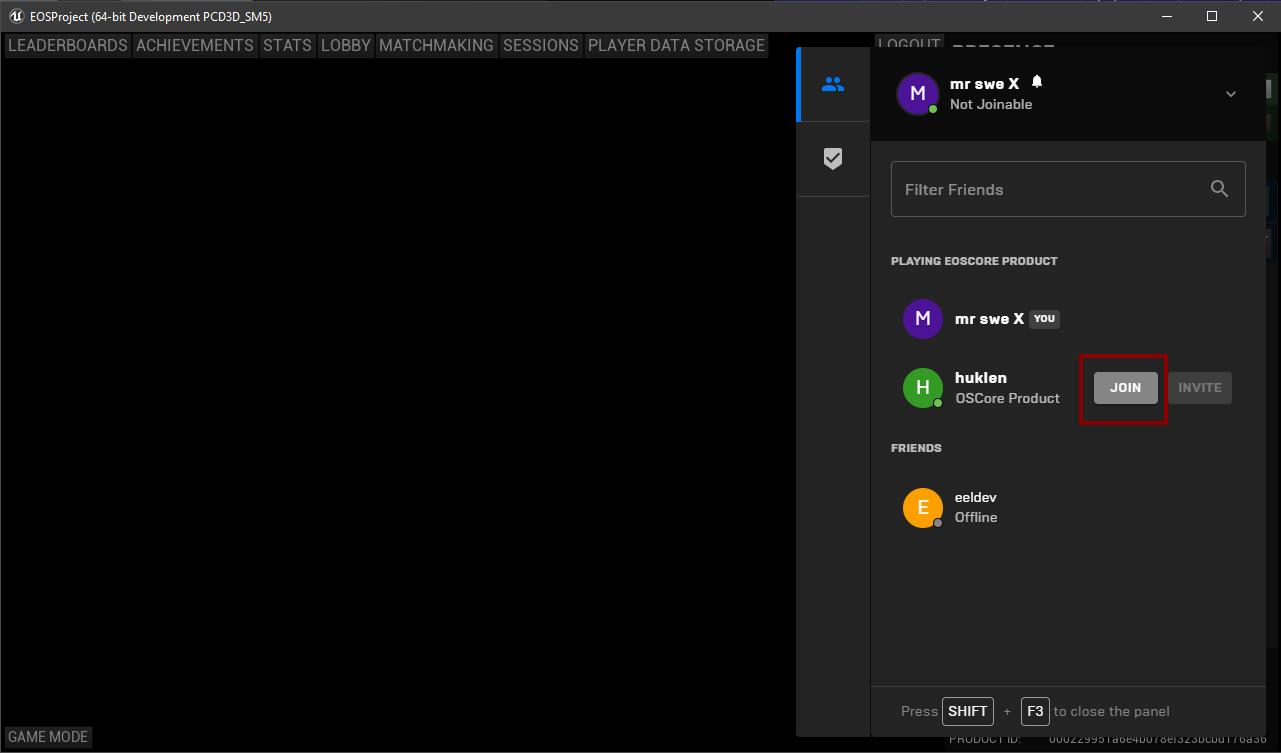 EOSProject (64-bit Development PCD3D_SM5)
LEADERBOARDS ACHIEVEMENTS STATS LOBBY MATCHMAKING SESSIONS PLAYER DATA STORAGE
LOGOUT PRESENCE
M mr swe X
Not Joinable
Filter Friends
PLAYING EOSCORE PRODUCT
M mr swe X YOU
H huklen
OSCore Product
JOIN INVITE
FRIENDS
E eeldev
Offline
Press SHIFT + F3 to close the panel
GAME MODE
PRODUCT ID: